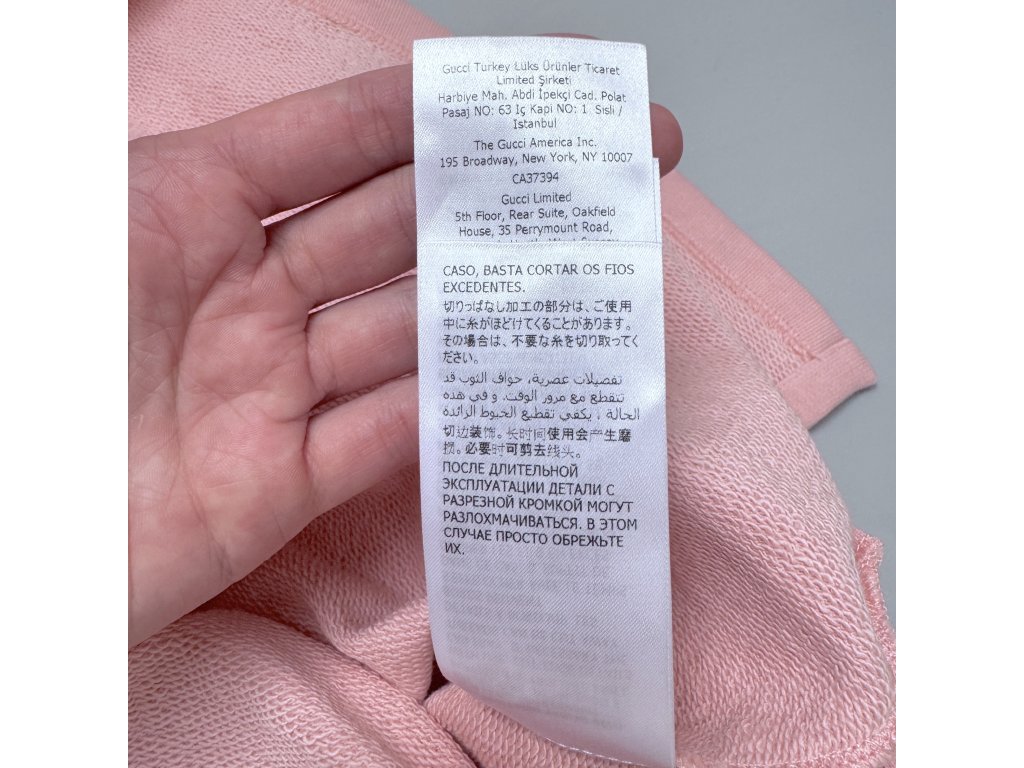 Gucci Turkey Lüks Ürünler Ticaret
Limited Şirketi
Harbiye Mah. Abdi İpekçi Cad. Polat
Pasaj NO: 63 İç Kapi NO: 1 Sisli /
Istanbul
The Gucci America Inc.
195 Broadway, New York, NY 10007
CA37394
Gucci Limited
5th Floor, Rear Suite, Oakfield
House, 35 Perrymount Road,
CASO, BASTA CORTAR OS FIOS
EXCEDENTES.
切りっぱなし加工の部分は、ご使用
中に糸がほどけてくることがあります。
その場合は、不要な糸を切り取ってく
ださい。
تفصيلات عصرية، حواف الثوب قد
تتقطع مع مرور الوقت. و في هذه
الحالة ، يكفي تقطيع الخيوط الزائدة
切边装饰。长时间使用会产生磨
损。必要时可剪去线头。
ПОСЛЕ ДЛИТЕЛЬНОЙ
ЭКСПЛУАТАЦИИ ДЕТАЛИ С
РАЗРЕЗНОЙ КРОМКОЙ МОГУТ
РАЗЛОХМАЧИВАТЬСЯ. В ЭТОМ
СЛУЧАЕ ПРОСТО ОБРЕЖЬТЕ
ИХ.